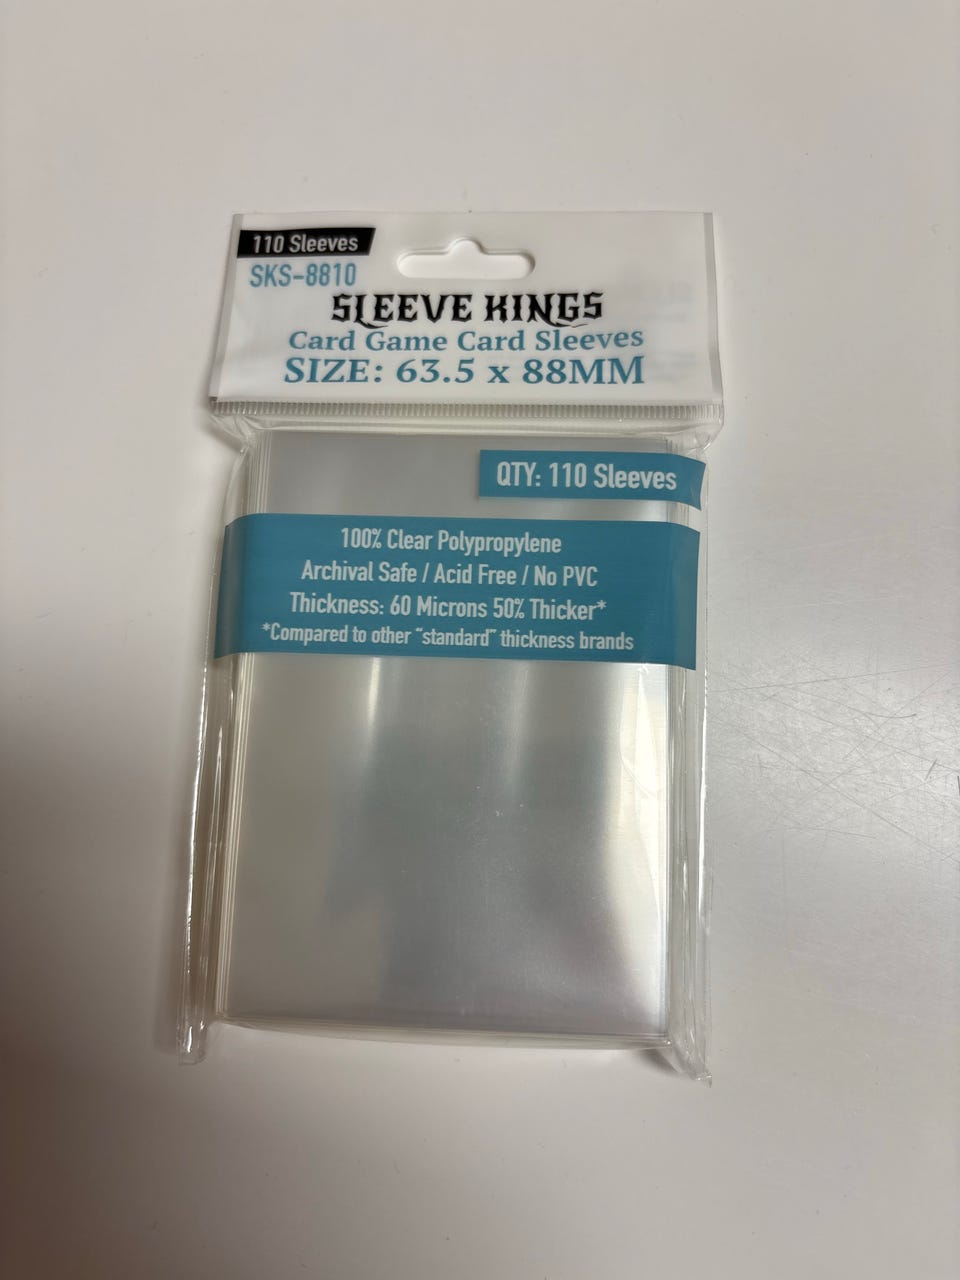 110 Sleeves
SKS-8810
SLEEVE KINGS
Card Game Card Sleeves
SIZE: 63.5 x 88MM
QTY: 110 Sleeves
100% Clear Polypropylene
Archival Safe / Acid Free / No PVC
Thickness: 60 Microns 50% Thicker*
*Compared to other “standard” thickness brands